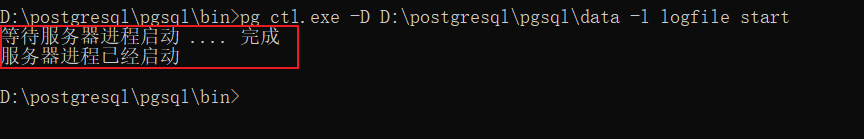 D:\postgresql\pgsql\bin>pg_ctl.exe -D D:\postgresql\pgsql\data -l logfile start
等待服务器进程启动 .... 完成
服务器进程已经启动
D:\postgresql\pgsql\bin>